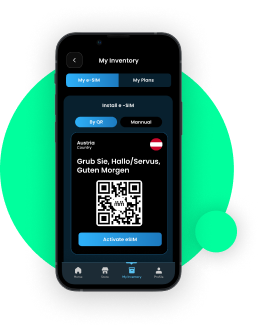 My Inventory
My e-SIM
My Plans
Install e -SIM
By QR
Mannual
Austria
Country
Grub Sie, Hallo/Servus,
Guten Morgen
Activate eSIM
Home
My Inventory
Profile